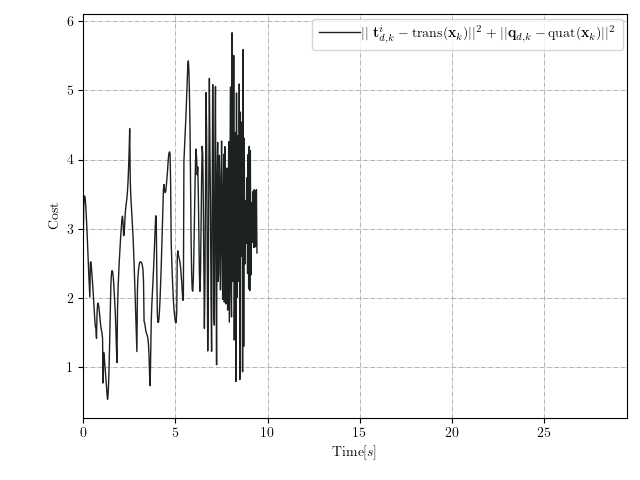 || t^i_{d,k} − trans(x_k)||^2 + ||q_{d,k} − quat(x_k)||^2
6
5
4
3
2
1
Cost
0 5 10 15 20 25
Time[s]